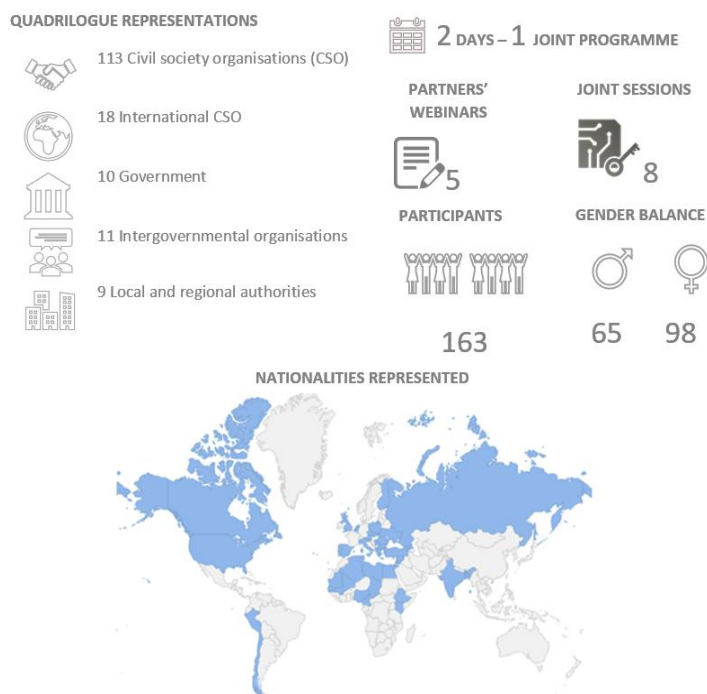 QUADRILOGUE REPRESENTATIONS
113 Civil society organisations (CSO)
18 International CSO
10 Government
11 Intergovernmental organisations
9 Local and regional authorities
2 DAYS – 1 JOINT PROGRAMME
PARTNERS'
WEBINARS
5
JOINT SESSIONS
8
PARTICIPANTS
163
GENDER BALANCE
65 98
NATIONALITIES REPRESENTED